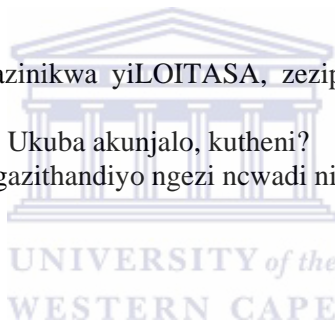 azinikwa yiLOITASA, zezip
Ukuba akunjalo, kutheni?
gazithandiyo ngezi ncwadi ni
UNIVERSITY of the
WESTERN CAPE